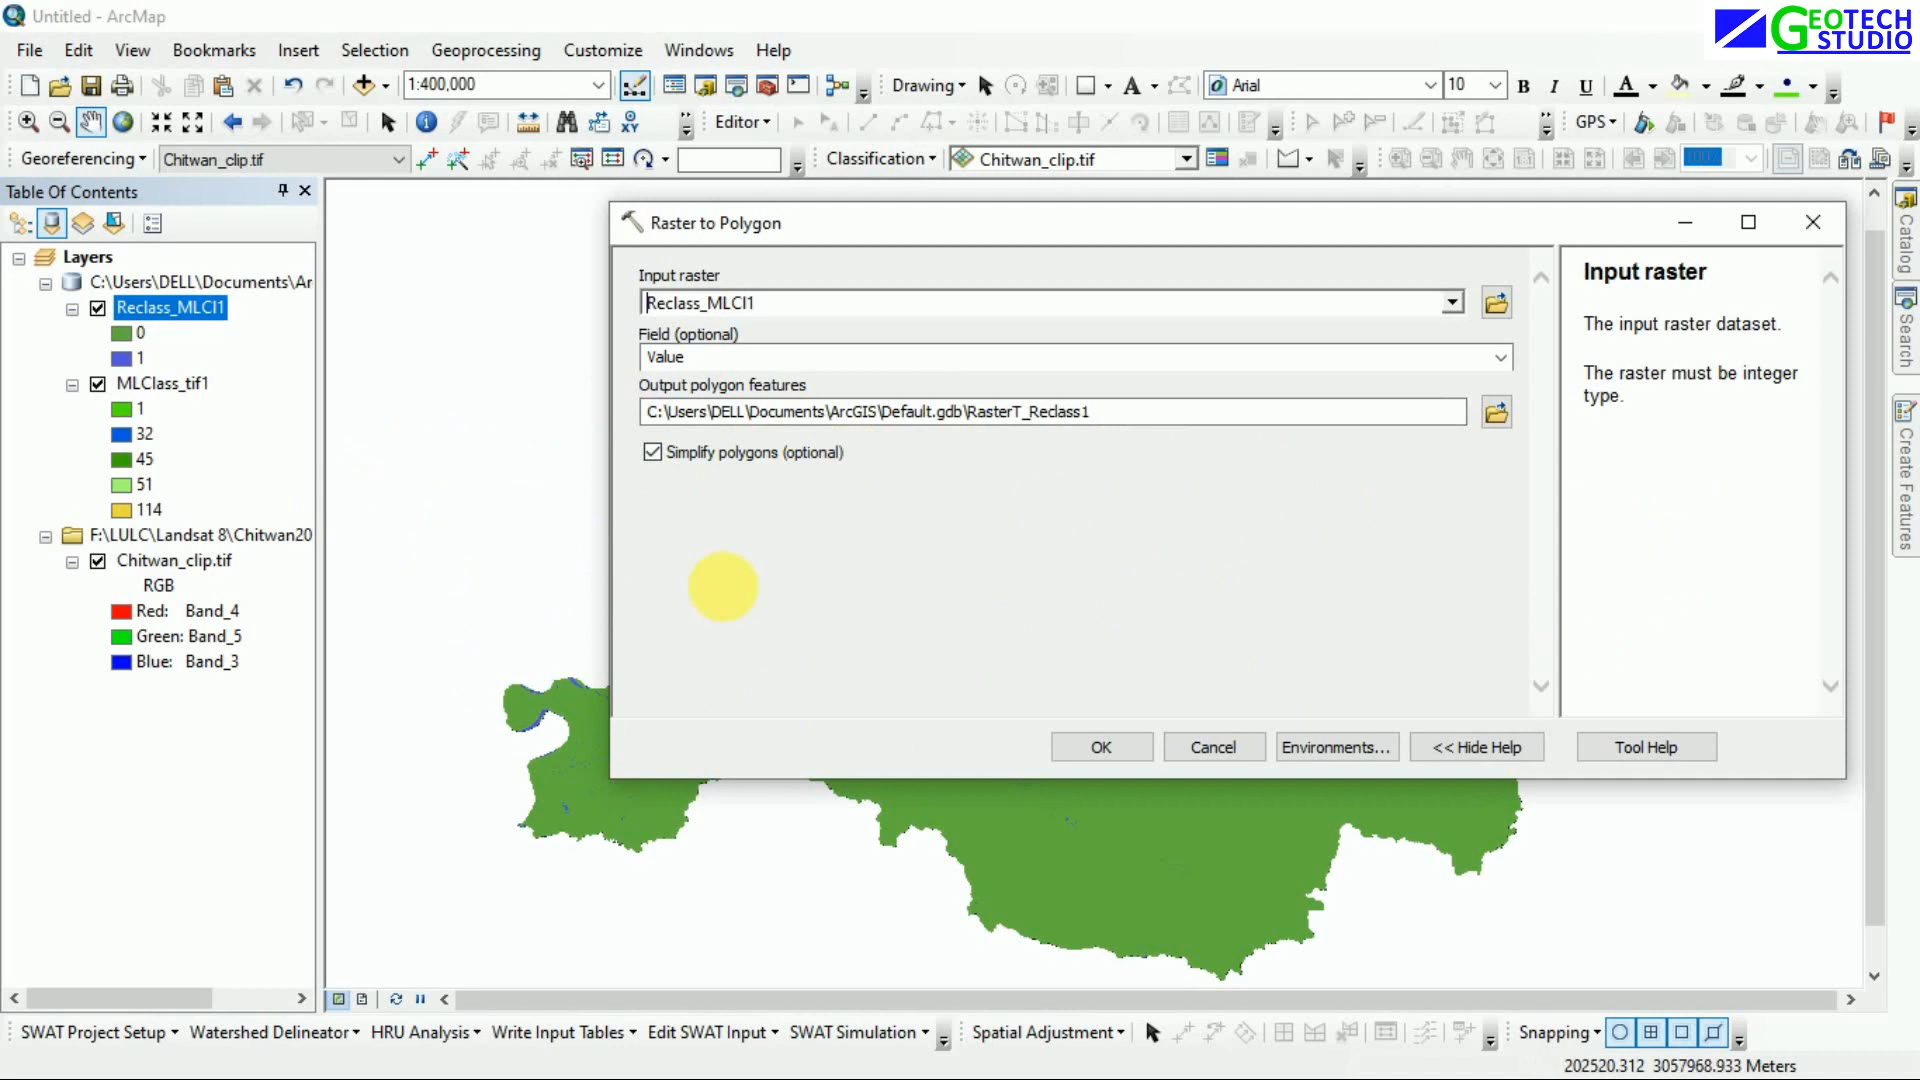 Untitled - ArcMap
GEOTECH
STUDIO
File Edit View Bookmarks Insert Selection Geoprocessing Customize Windows Help
1:400,000 Drawing Arial 10 B I U A
Editor GPS
Georeferencing Chitwan_clip.tif Classification Chitwan_clip.tif
Table Of Contents
Layers
C:\Users\DELL\Documents\Ar
Reclass_MLCl1
0
1
MLClass_tif1
1
32
45
51
114
F:\LULC\Landsat 8\Chitwan20
Chitwan_clip.tif
RGB
Red: Band_4
Green: Band_5
Blue: Band_3
Raster to Polygon
Input raster
Reclass_MLCl1
Field (optional)
Value
Output polygon features
C:\Users\DELL\Documents\ArcGIS\Default.gdb\RasterT_Reclass1
Simplify polygons (optional)
OK Cancel Environments... << Hide Help Tool Help
Input raster
The input raster dataset.
The raster must be integer
type.
Catalog
Search
Create Features
SWAT Project Setup Watershed Delineator HRU Analysis Write Input Tables Edit SWAT Input SWAT Simulation Spatial Adjustment Snapping
202520.312 3057968.933 Meters